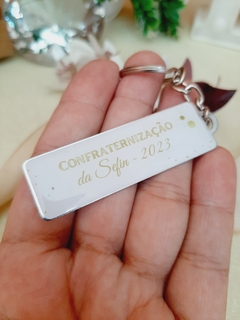 CONFRATERNIZAÇÃO
da Sefin - 2023